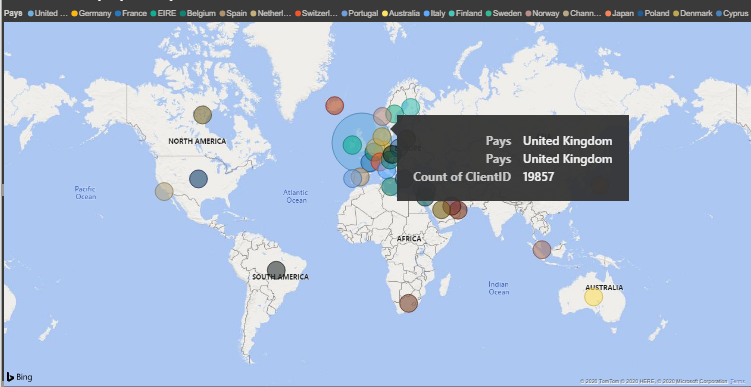 Pays United ... Germany France EIRE Belgium Spain Netherl... Switzerl... Portugal Australia Italy Finland Sweden Norway Chann... Japan Poland Denmark Cyprus
NORTH AMERICA
Pacific
Ocean
Atlantic
Ocean
Pays United Kingdom
Pays United Kingdom
Count of ClientID 19857
AFRICA
SOUTH AMERICA
Indian
Ocean
AUSTRALIA
Bing
© 2020 TomTom © 2020 HERE, © 2020 Microsoft Corporation Terms